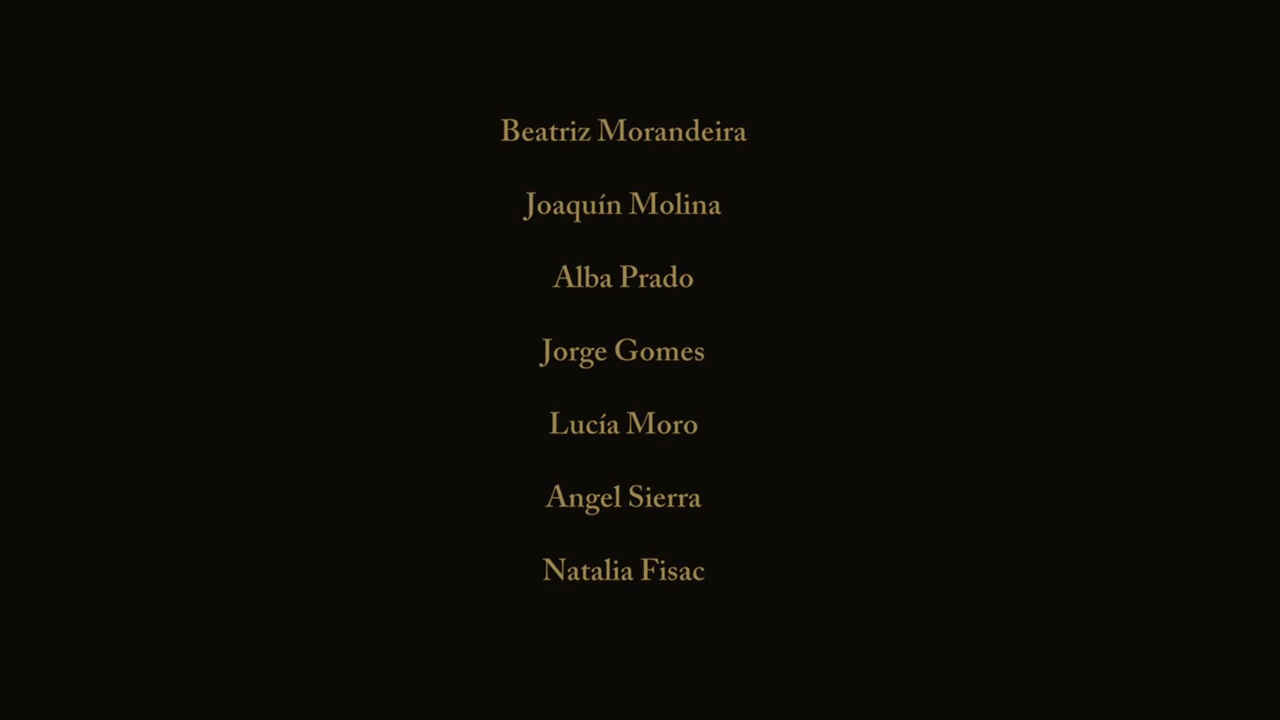 Beatriz Morandeira
Joaquín Molina
Alba Prado
Jorge Gomes
Lucía Moro
Angel Sierra
Natalia Fisac